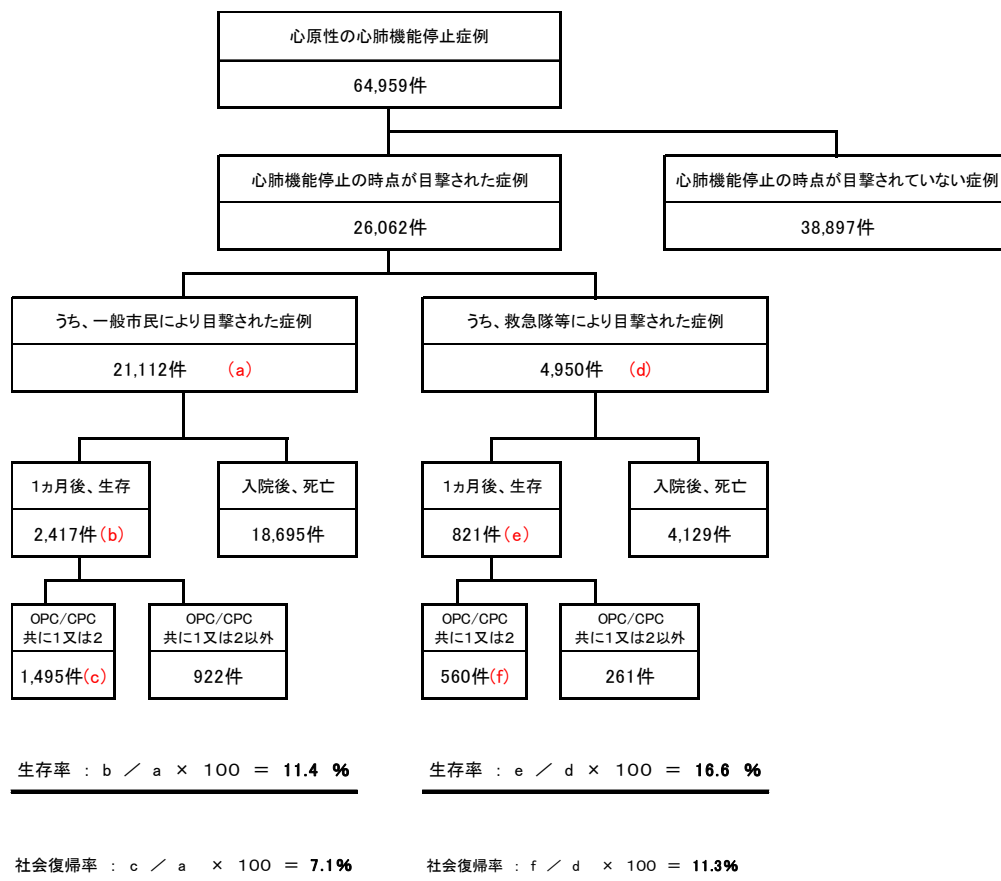 心原性の心肺機能停止症例
64,959件
心肺機能停止の時点が目撃された症例
26,062件
心肺機能停止の時点が目撃されていない症例
38,897件
うち、一般市民により目撃された症例
21,112件 (a)
うち、救急隊等により目撃された症例
4,950件 (d)
1ヵ月後、生存
2,417件(b)
入院後、死亡
18,695件
1ヵ月後、生存
821件(e)
入院後、死亡
4,129件
OPC/CPC
共に1又は2
1,495件(c)
OPC/CPC
共に1又は2以外
922件
OPC/CPC
共に1又は2
560件(f)
OPC/CPC
共に1又は2以外
261件
生存率 : b / a × 100 = 11.4 %
生存率 : e / d × 100 = 16.6 %
社会復帰率 : c / a × 100 = 7.1%
社会復帰率 : f / d × 100 = 11.3%